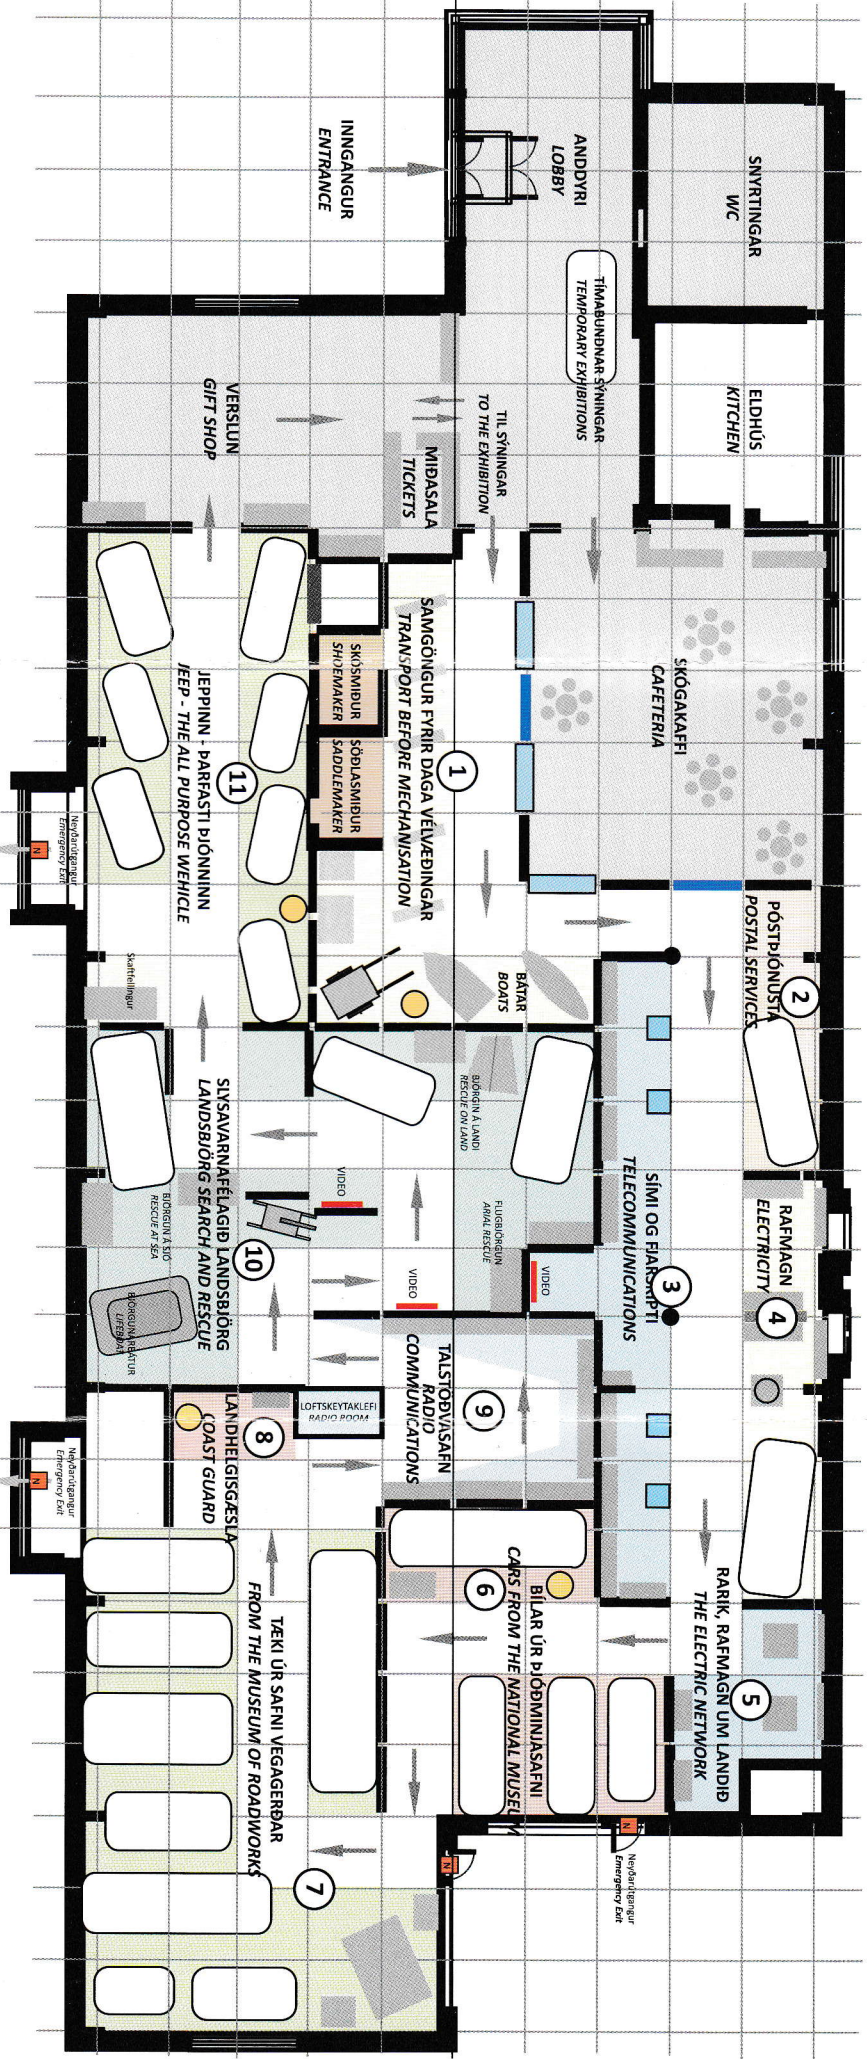 SNYRTINGAR
WC
ANDDYRI
LOBBY
INNGANGUR
ENTRANCE
TÍMABUNDNAR SÝNINGAR
TEMPORARY EXHIBITIONS
ELDHÚS
KITCHEN
VERSLUN
GIFT SHOP
TIL SÝNINGAR
TO THE EXHIBITION
MIÐASALA
TICKETS
SKÓGAKAFFI
CAFETERIA
SAMGÖNGUR FYRIR DAGA VÉLVÆÐINGAR
TRANSPORT BEFORE MECHANISATION
1
SKÓSMIÐUR
SHOEMAKER
SÖÐLASMIÐUR
SADDLEMAKER
BÁTAR
BOATS
JEPPINN - ÞARFASTI ÞJÓNNINN
JEEP - THE ALL PURPOSE WEHICLE
11
Neyðarútgangur
Emergency Exit
N
Skaftfellingur
PÓSTÞJÓNUSTA
POSTAL SERVICES
2
SÍMI OG FJARSKIPTI
TELECOMMUNICATIONS
3
RAFMAGN
ELECTRICITY
4
BJÖRGIN Á LANDI
RESCUE ON LAND
FLUGBJÖRGUN
ARIAL RESCUE
VIDEO
VIDEO
VIDEO
SLYSAVARNAFÉLAGIÐ LANDSBJÖRG
LANDSBJÖRG SEARCH AND RESCUE
10
BJÖRGUN Á SJÓ
RESCUE AT SEA
BJÖRGUNARBÁTUR
LIFEBOAT
TALSTÖÐVASAFN
RADIO
COMMUNICATIONS
9
LOFTSKEYTAKLEFI
RADIO ROOM
LANDHELGISGÆSLA
COAST GUARD
8
Neyðarútgangur
Emergency Exit
N
RARIK, RAFMAGN UM LANDIÐ
THE ELECTRIC NETWORK
5
BÍLAR ÚR ÞJÓÐMINJASAFNI
CARS FROM THE NATIONAL MUSEUM
6
Neyðarútgangur
Emergency Exit
N
N
TÆKI ÚR SAFNI VEGAGERÐAR
FROM THE MUSEUM OF ROADWORKS
7